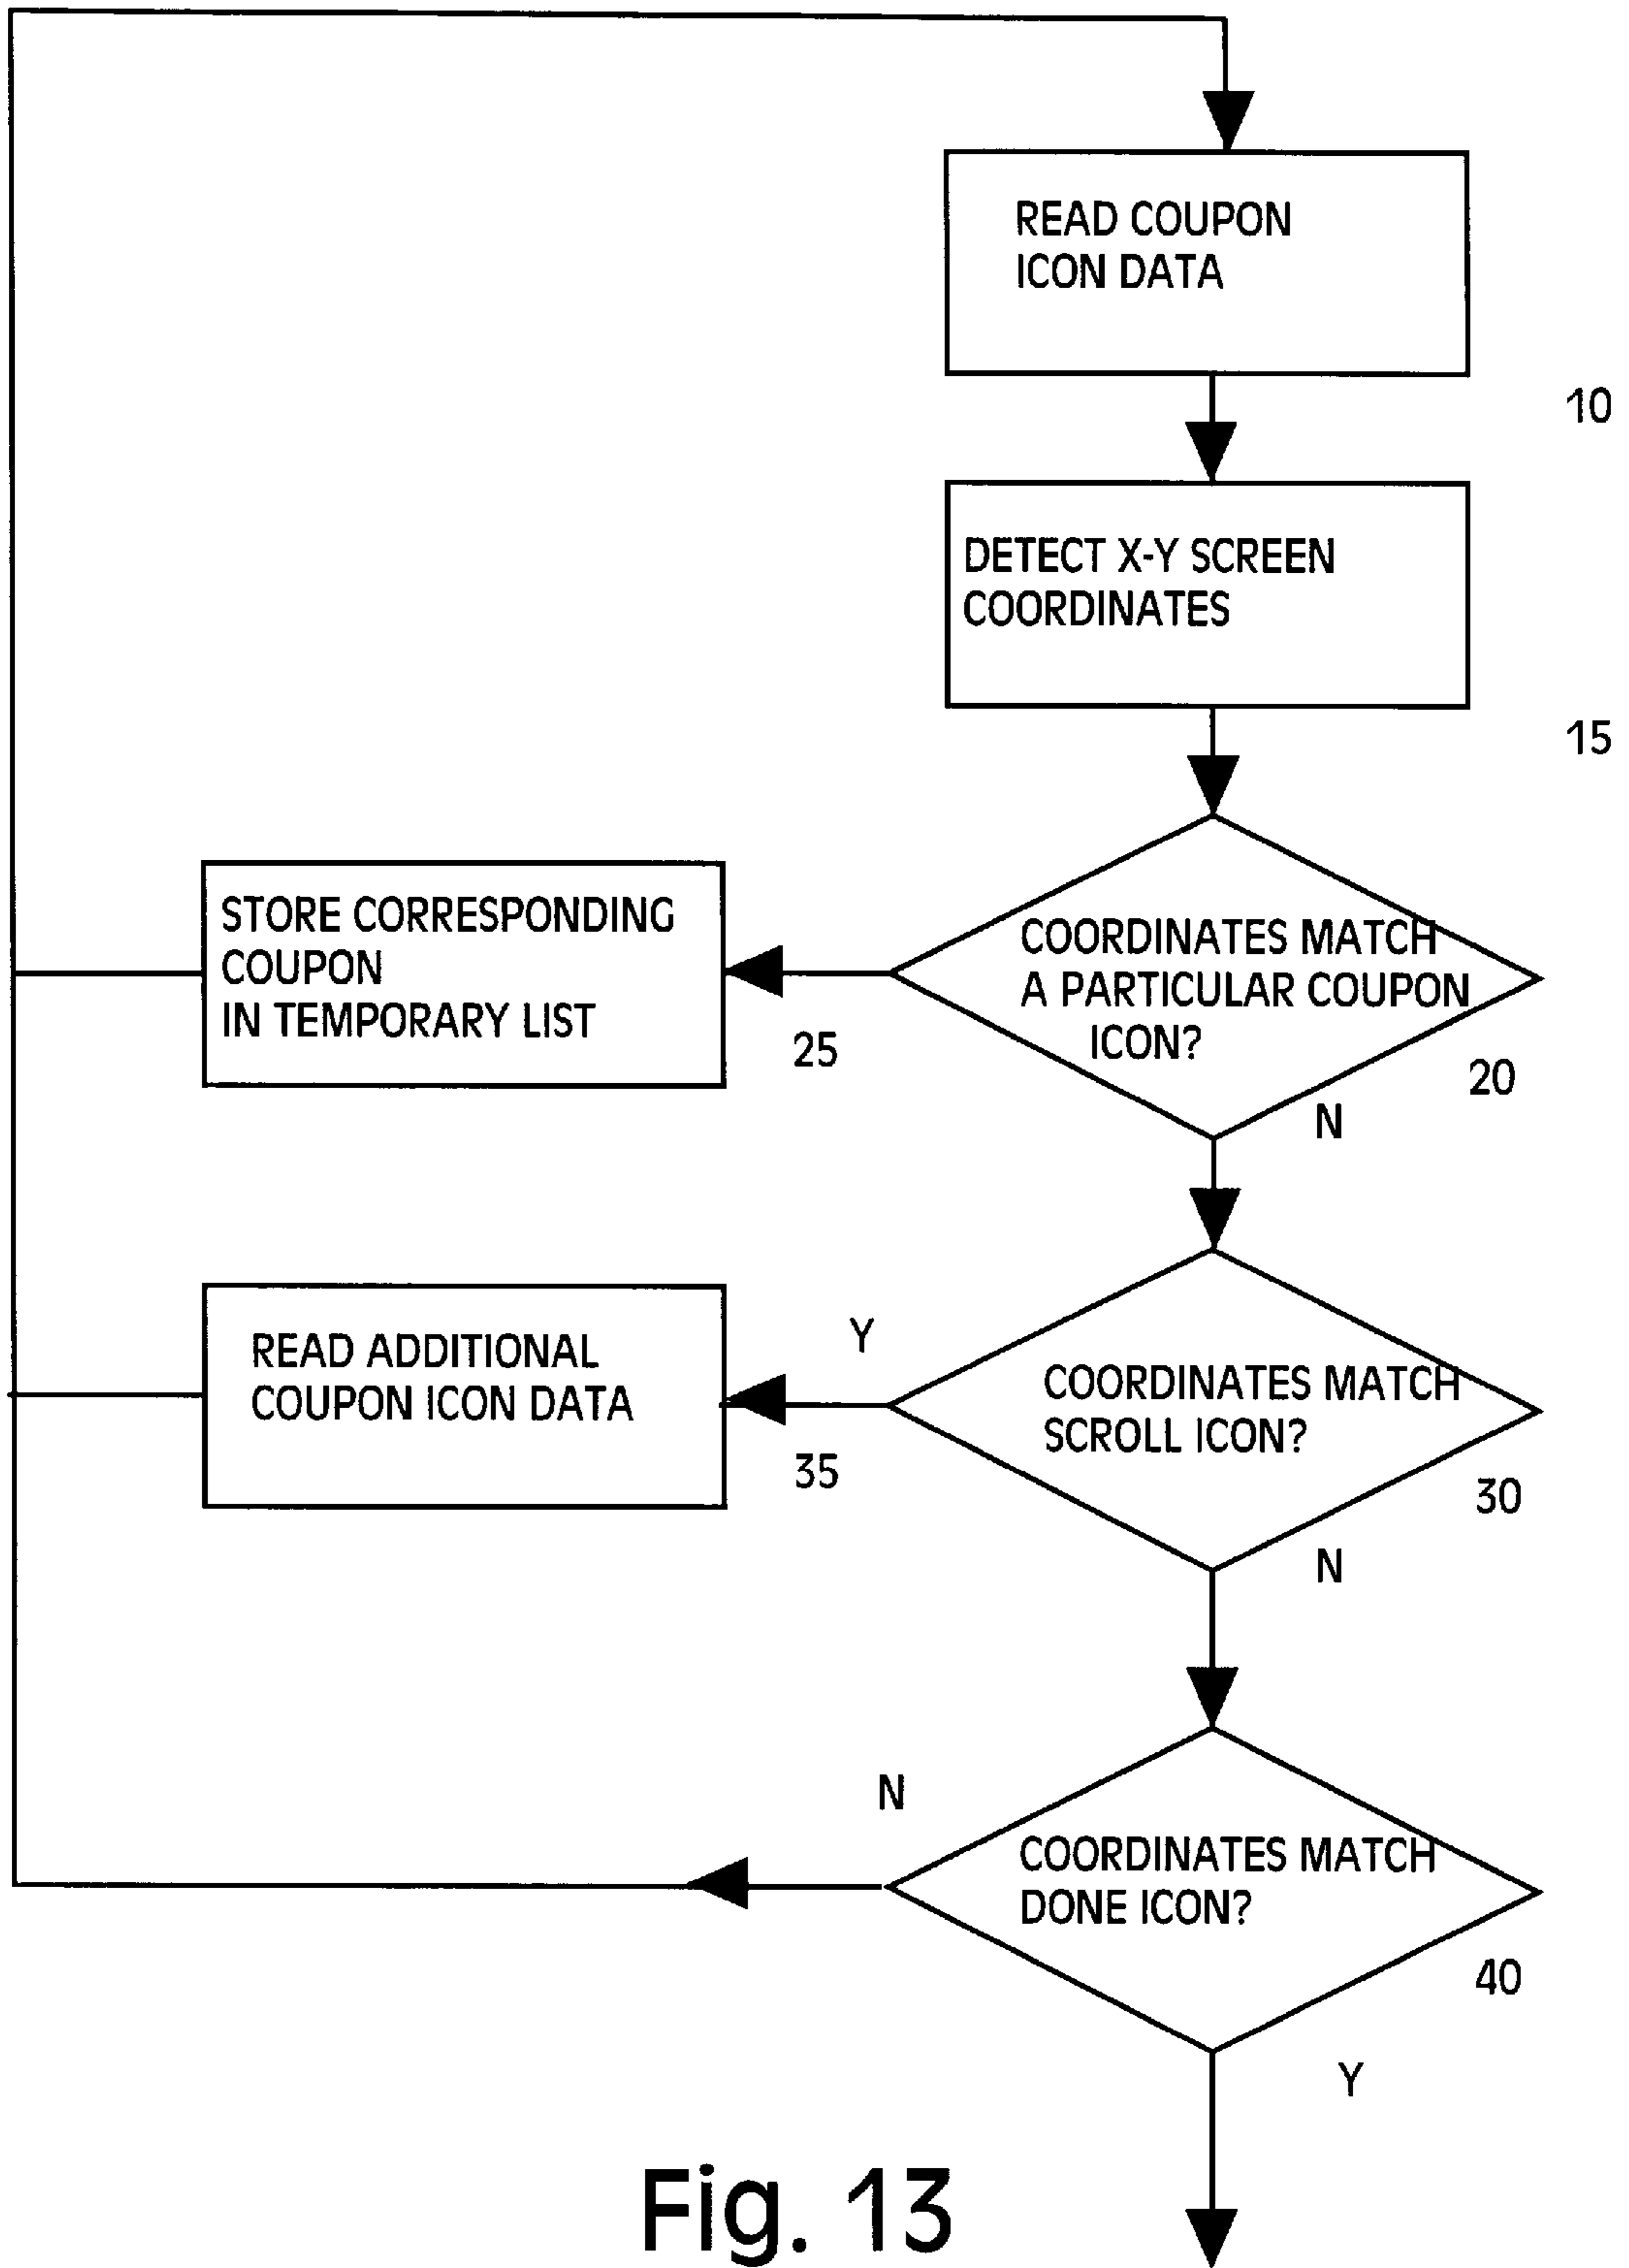 READ COUPON
ICON DATA
10
DETECT X-Y SCREEN
COORDINATES
15
COORDINATES MATCH
A PARTICULAR COUPON
ICON?
20
N
STORE CORRESPONDING
COUPON
IN TEMPORARY LIST
25
COORDINATES MATCH
SCROLL ICON?
30
Y
N
READ ADDITIONAL
COUPON ICON DATA
35
COORDINATES MATCH
DONE ICON?
40
N
Y
Fig. 13